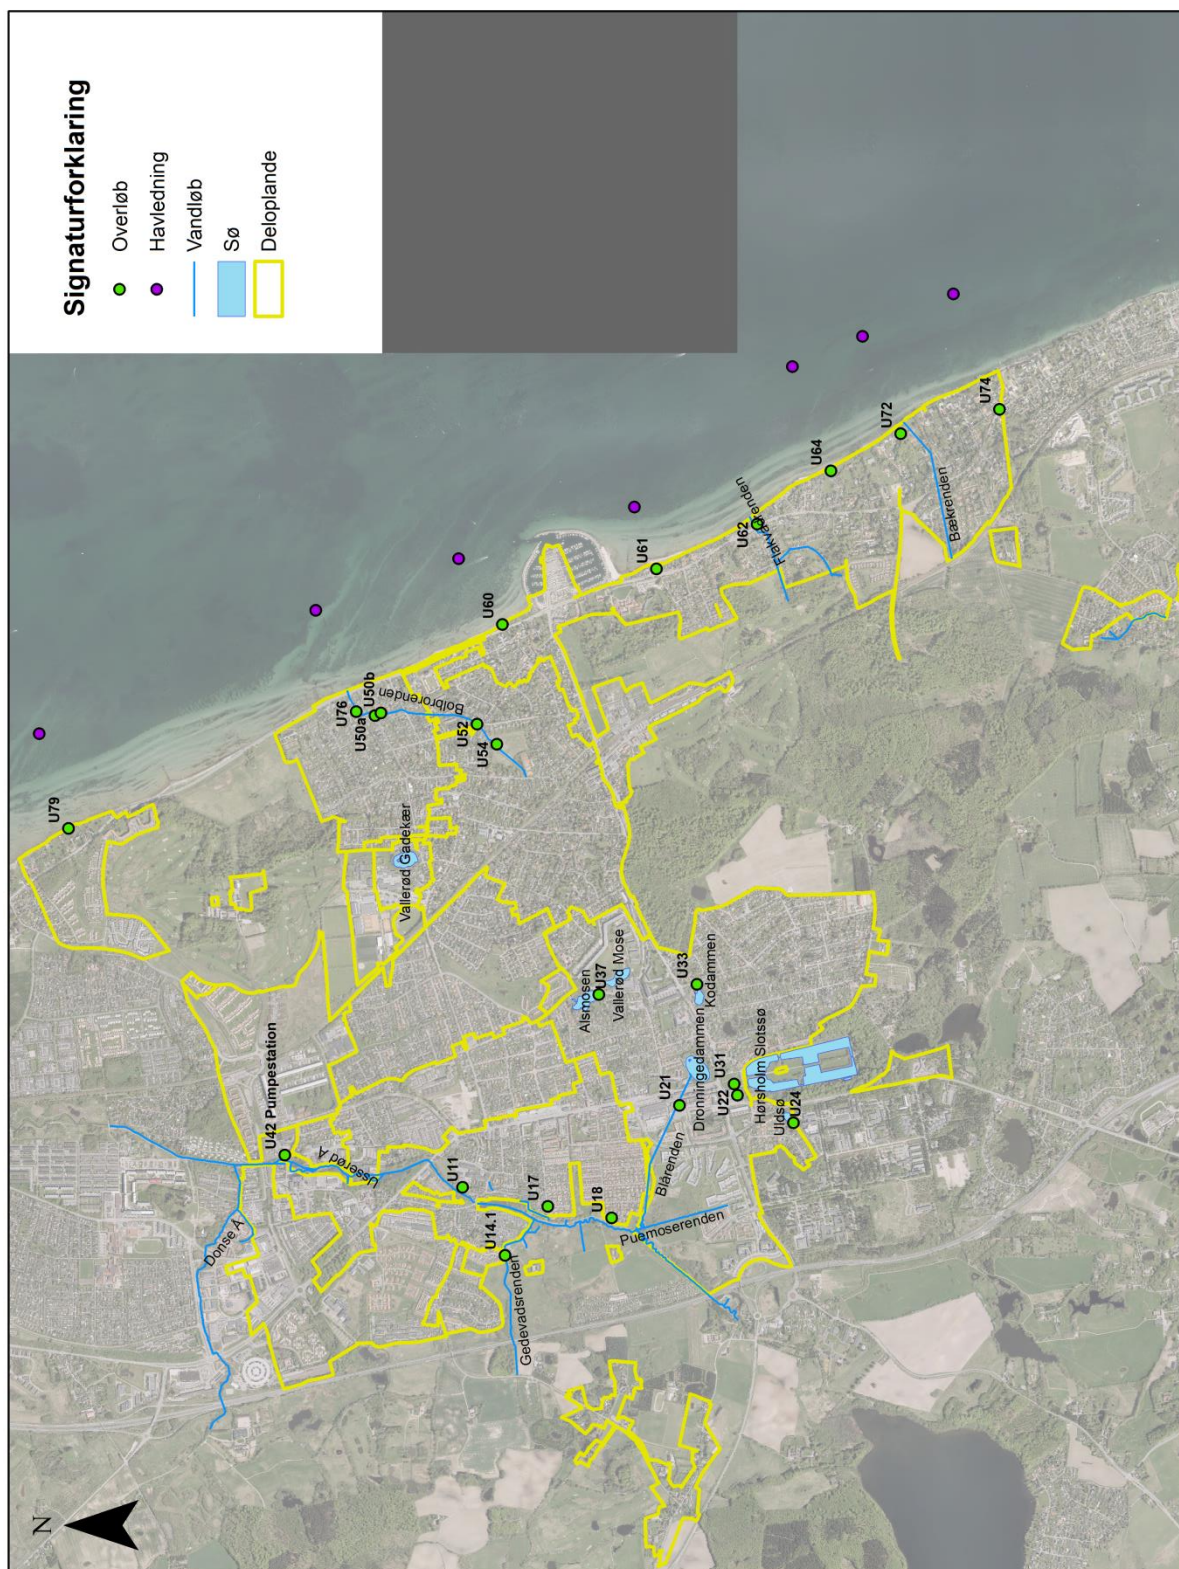 Signaturforklaring
Overløb
Havledning
Vandløb
Sø
Deloplande
N
U79
U76
U50a
U50b
Bolbrorenden
U52
U54
U60
U61
U62
Flakvadrenden
U64
U72
Bækrenden
U74
Vallerød Gadekær
U42 Pumpestation
Usserød Å
Donse Å
U11
U14.1
Gedevadsrenden
U17
U18
Puemoserenden
Blårenden
U21
Dronningedammen
Alsmosen
U37
Vallerød Mose
U33
Kodammen
U31
U22
Hørsholm Slotssø
Uldsø
U24